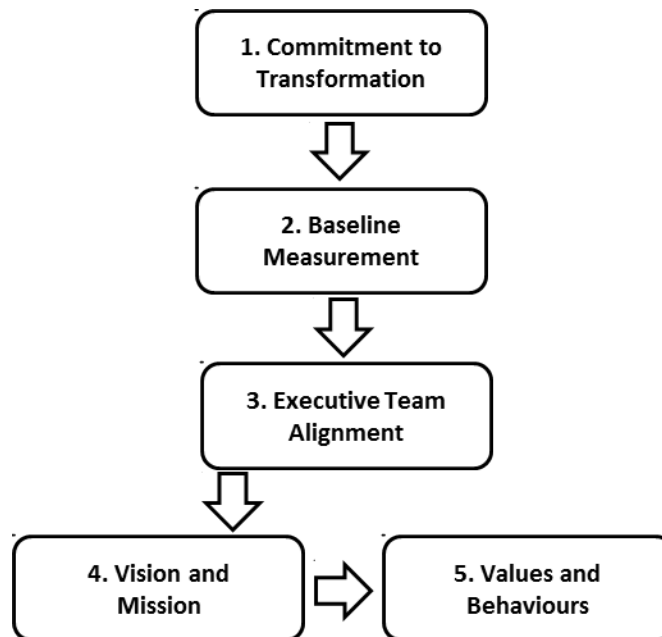 1. Commitment to
Transformation
2. Baseline
Measurement
3. Executive Team
Alignment
4. Vision and
Mission
5. Values and
Behaviours